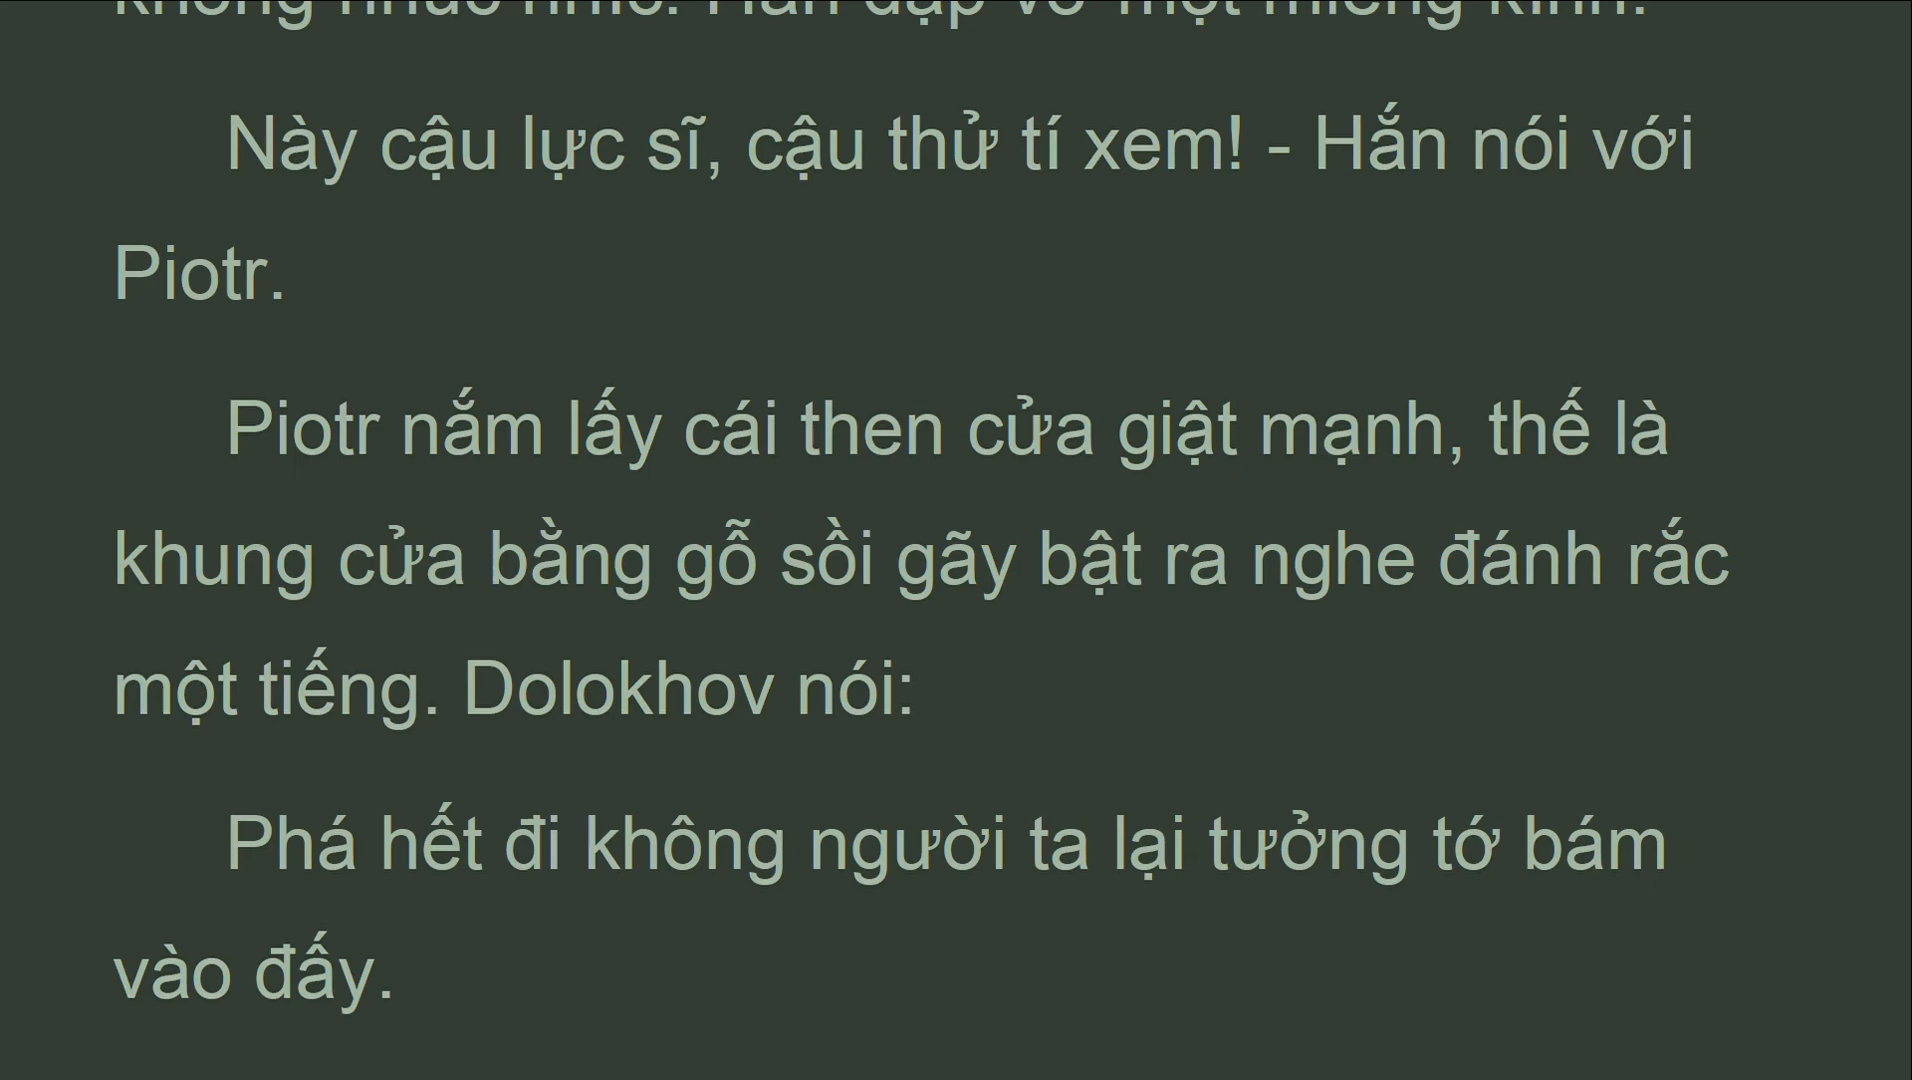 Này cậu lực sĩ, cậu thử tí xem! - Hắn nói với
Piotr.
Piotr nắm lấy cái then cửa giật mạnh, thế là
khung cửa bằng gỗ sồi gãy bật ra nghe đánh rắc
một tiếng. Dolokhov nói:
Phá hết đi không người ta lại tưởng tớ bám
vào đấy.